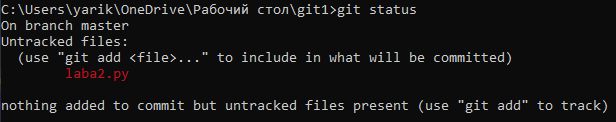 C:\Users\yarik\OneDrive\Рабочий стол\git1>git status
On branch master
Untracked files:
  (use "git add <file>..." to include in what will be committed)
        laba2.py

nothing added to commit but untracked files present (use "git add" to track)